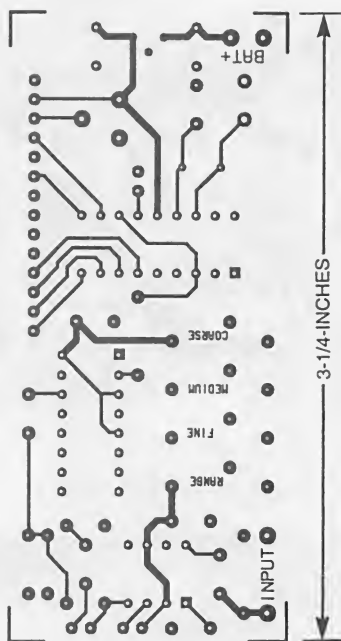 BAT+
COARSE
MEDIUM
FINE
RANGE
INPUT
3-1/4-INCHES